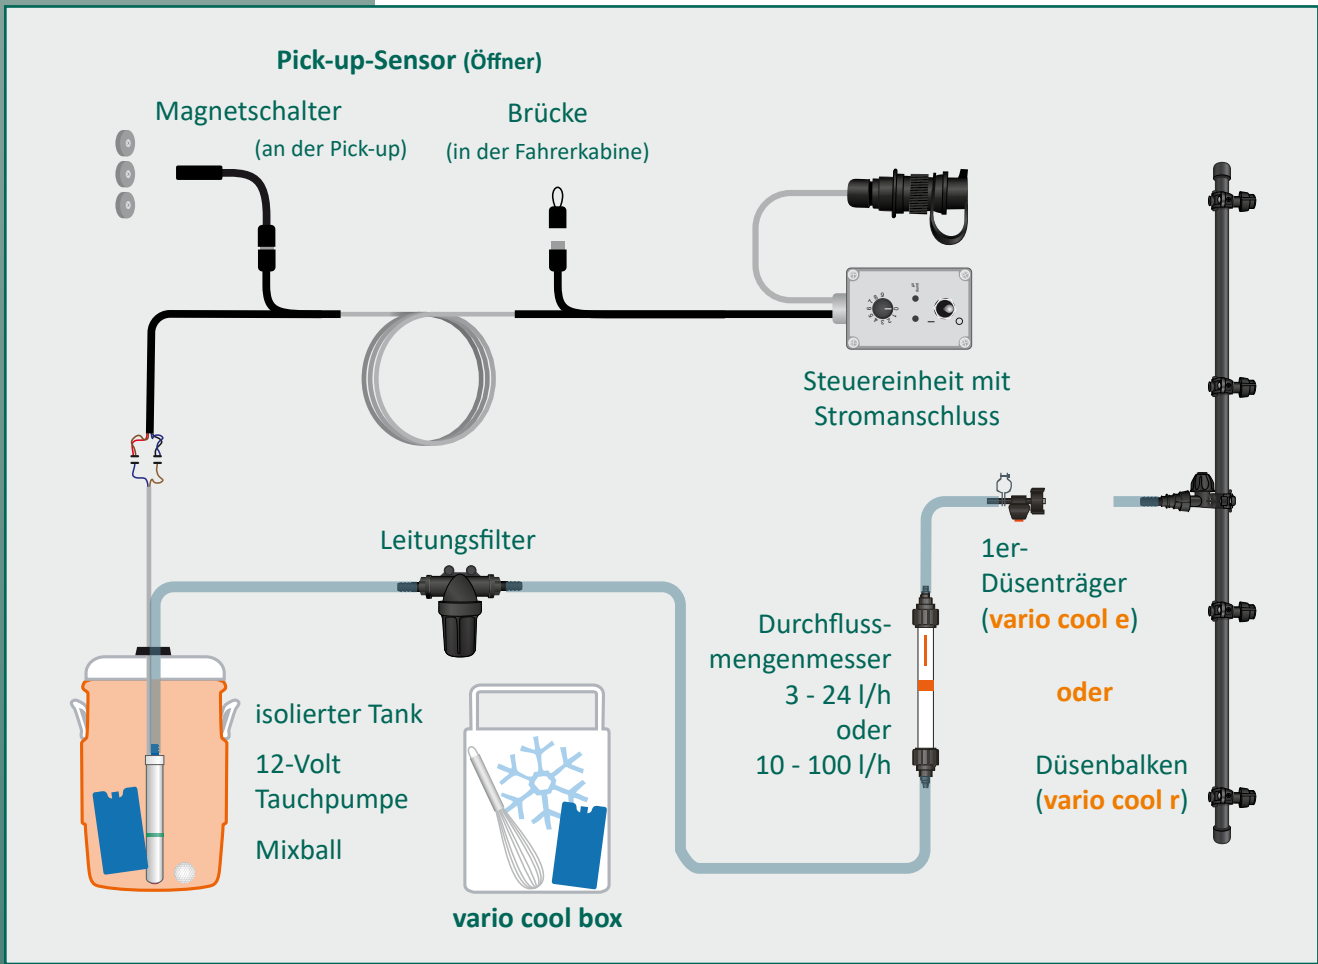 Pick-up-Sensor (Öffner)
Magnetschalter
(an der Pick-up)
Brücke
(in der Fahrerkabine)
Steuereinheit mit
Stromanschluss
Leitungsfilter
1er-
Düsenträger
(vario cool e)
oder
Düsenbalken
(vario cool r)
Durchfluss-
mengenmesser
3 - 24 l/h
oder
10 - 100 l/h
isolierter Tank
12-Volt
Tauchpumpe
Mixball
vario cool box